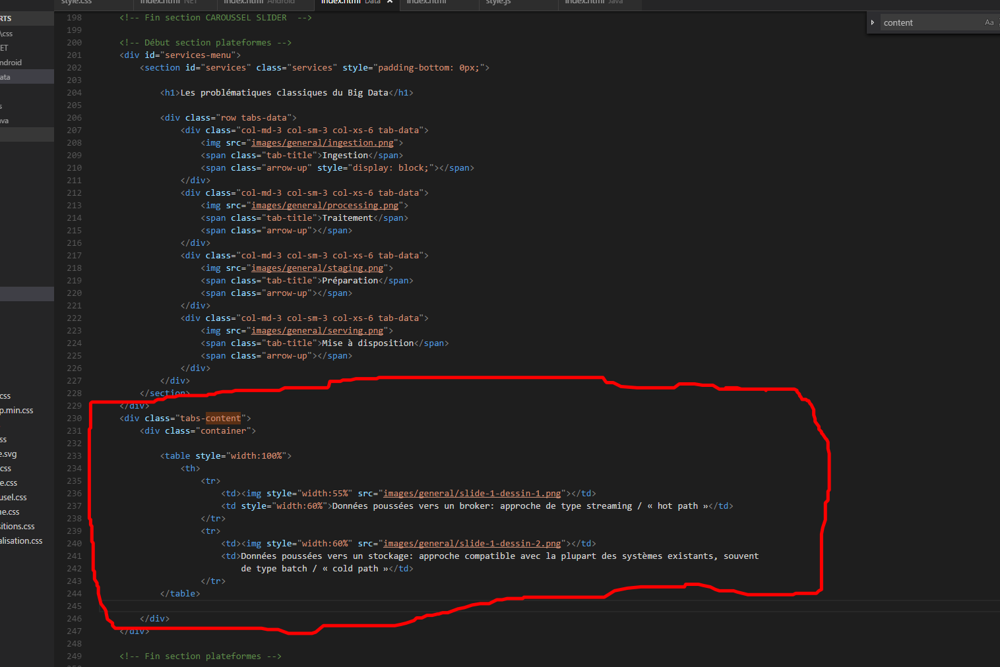 style.css index.html NET index.html Android index.html Data × index.html style.js index.html Java
content Aa
RTS
\css
ET
ndroid
ata
s
ava
css
p.min.css
ss
e.svg
css
e.css
usel.css
ne.css
sitions.css
alisation.css
198 <!-- Fin section CAROUSSEL SLIDER -->
199
200 <!-- Début section plateformes -->
201 <div id="services-menu">
202 <section id="services" class="services" style="padding-bottom: 0px;">
203
204 <h1>Les problématiques classiques du Big Data</h1>
205
206 <div class="row tabs-data">
207 <div class="col-md-3 col-sm-3 col-xs-6 tab-data">
208 <img src="images/general/ingestion.png">
209 <span class="tab-title">Ingestion</span>
210 <span class="arrow-up" style="display: block;"></span>
211 </div>
212 <div class="col-md-3 col-sm-3 col-xs-6 tab-data">
213 <img src="images/general/processing.png">
214 <span class="tab-title">Traitement</span>
215 <span class="arrow-up"></span>
216 </div>
217 <div class="col-md-3 col-sm-3 col-xs-6 tab-data">
218 <img src="images/general/staging.png">
219 <span class="tab-title">Préparation</span>
220 <span class="arrow-up"></span>
221 </div>
222 <div class="col-md-3 col-sm-3 col-xs-6 tab-data">
223 <img src="images/general/serving.png">
224 <span class="tab-title">Mise à disposition</span>
225 <span class="arrow-up"></span>
226 </div>
227 </div>
228 </section>
229 </div>
230 <div class="tabs-content">
231 <div class="container">
232
233 <table style="width:100%">
234 <th>
235 <tr>
236 <td><img style="width:55%" src="images/general/slide-1-dessin-1.png"></td>
237 <td style="width:60%">Données poussées vers un broker: approche de type streaming / « hot path »</td>
238 </tr>
239 <tr>
240 <td><img style="width:60%" src="images/general/slide-1-dessin-2.png"></td>
241 <td>Données poussées vers un stockage: approche compatible avec la plupart des systèmes existants, souvent
242 de type batch / « cold path »</td>
243 </tr>
244 </table>
245
246 </div>
247 </div>
248
249 <!-- Fin section plateformes -->